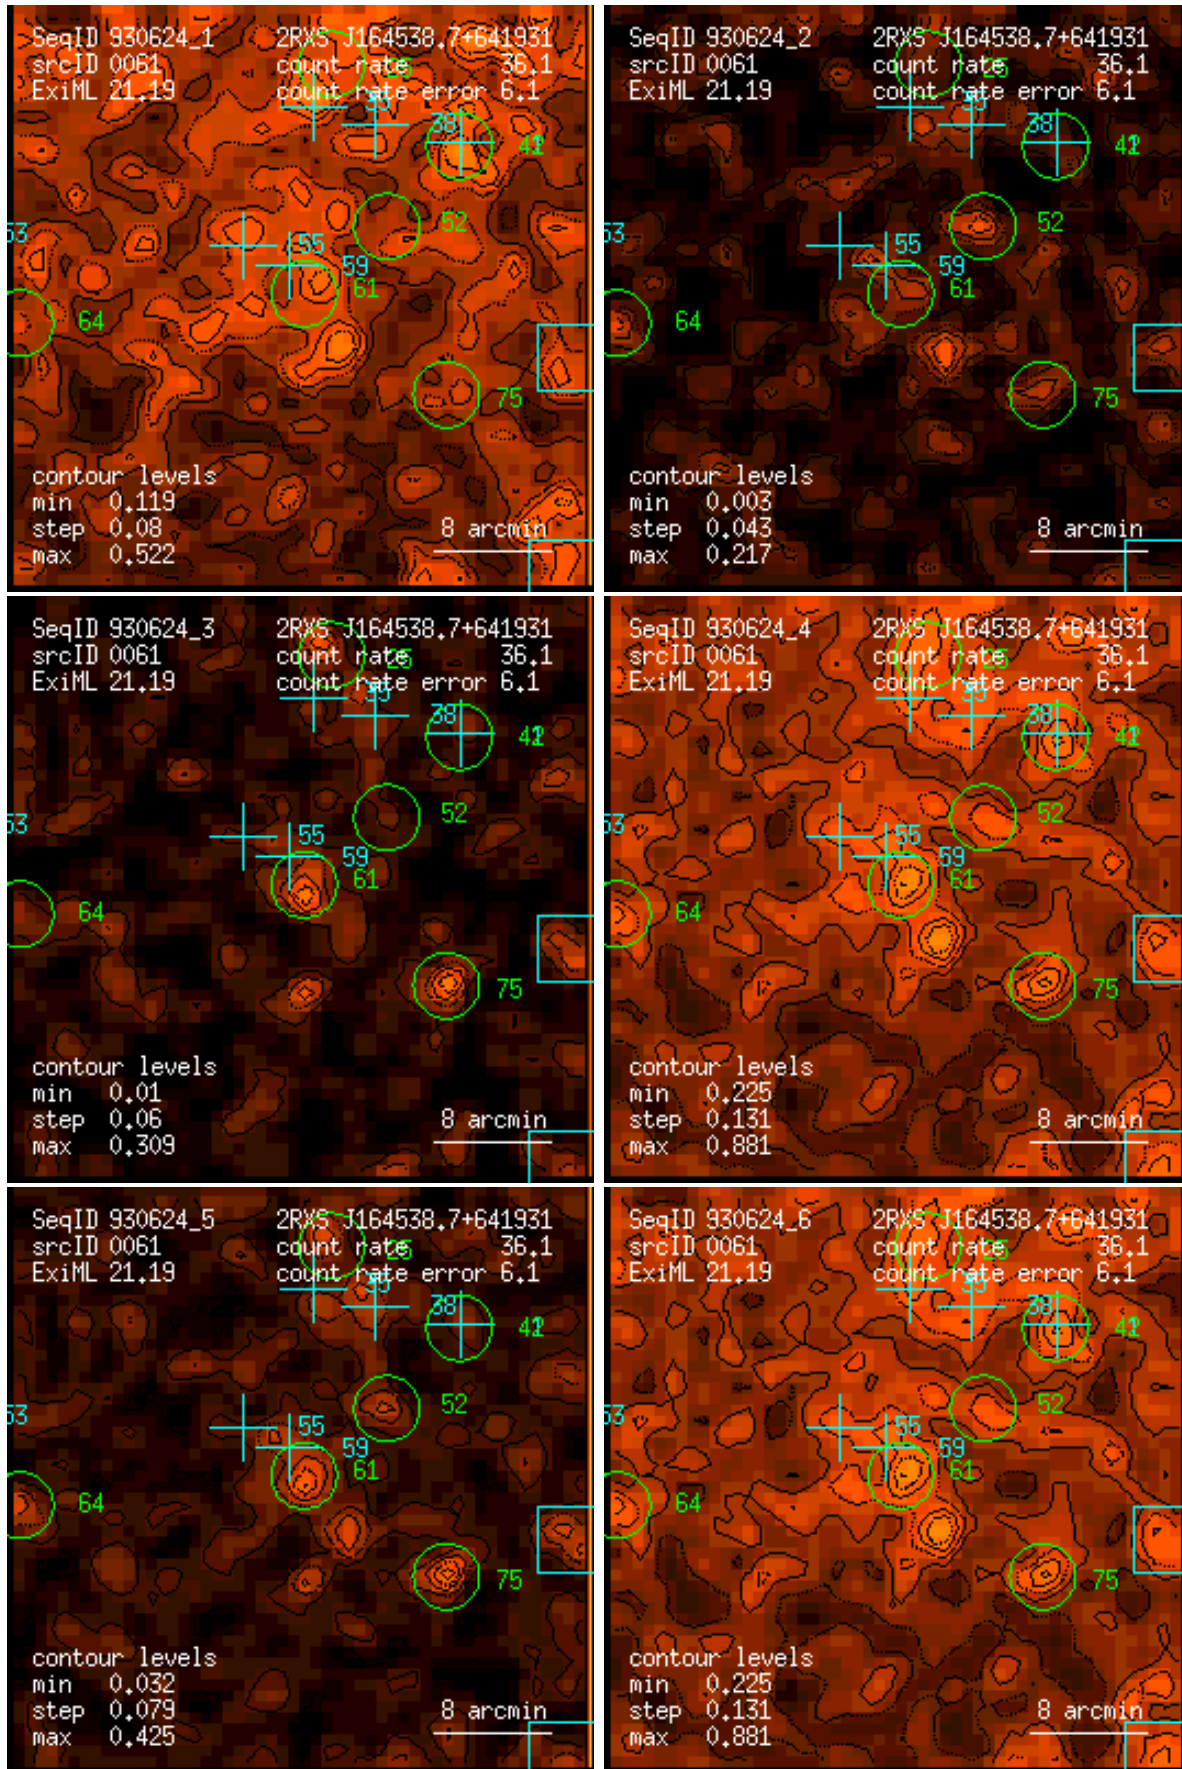 SeqID 930624_1 2RXS J164538.7+641931
srcID 0061 count rate 36.1
ExiML 21.19 count rate error 6.1
38
52
53
55
59
61
64
75
contour levels
min 0.119
step 0.08
max 0.522
8 arcmin
SeqID 930624_2 2RXS J164538.7+641931
srcID 0061 count rate 36.1
ExiML 21.19 count rate error 6.1
38
52
55
59
61
64
75
contour levels
min 0.003
step 0.043
max 0.217
8 arcmin
SeqID 930624_3 2RXS J164538.7+641931
srcID 0061 count rate 36.1
ExiML 21.19 count rate error 6.1
38
52
53
55
59
61
64
75
contour levels
min 0.01
step 0.06
max 0.309
8 arcmin
SeqID 930624_4 2RXS J164538.7+641931
srcID 0061 count rate 36.1
ExiML 21.19 count rate error 6.1
38
52
55
59
61
64
75
contour levels
min 0.225
step 0.131
max 0.881
8 arcmin
SeqID 930624_5 2RXS J164538.7+641931
srcID 0061 count rate 36.1
ExiML 21.19 count rate error 6.1
38
52
53
55
59
61
64
75
contour levels
min 0.032
step 0.079
max 0.425
8 arcmin
SeqID 930624_6 2RXS J164538.7+641931
srcID 0061 count rate 36.1
ExiML 21.19 count rate error 6.1
38
52
55
59
61
64
75
contour levels
min 0.225
step 0.131
max 0.881
8 arcmin